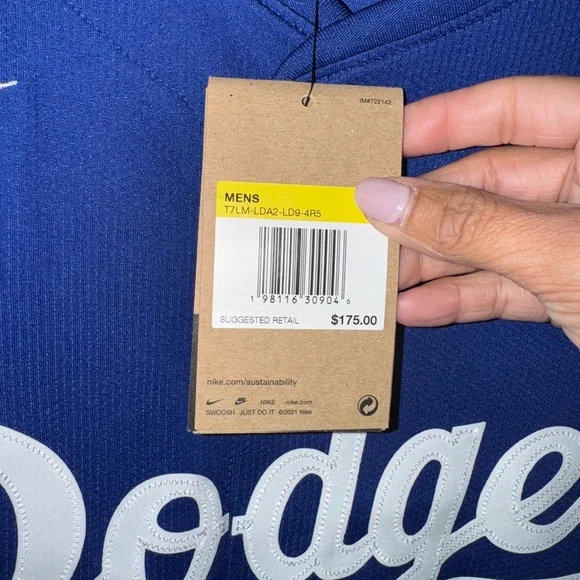 IM#722142
MENS
T7LM-LDA2-LD9-4R5
1 98116 30904 6
SUGGESTED RETAIL $175.00
nike.com/sustainability
NIKE nike.com
SWOOSH JUST DO IT ©2021 Nike
Dodge